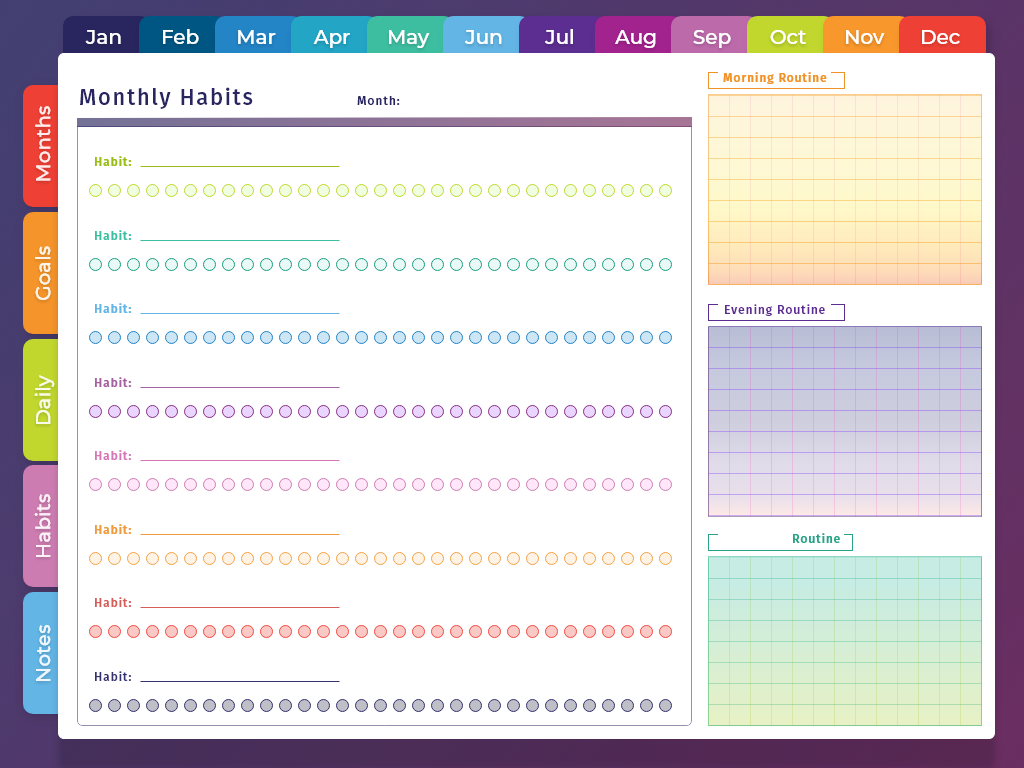 Jan Feb Mar Apr May Jun Jul Aug Sep Oct Nov Dec
Months
Goals
Daily
Habits
Notes
Monthly Habits Month:
Habit:
Habit:
Habit:
Habit:
Habit:
Habit:
Habit:
Habit:
Morning Routine
Evening Routine
Routine